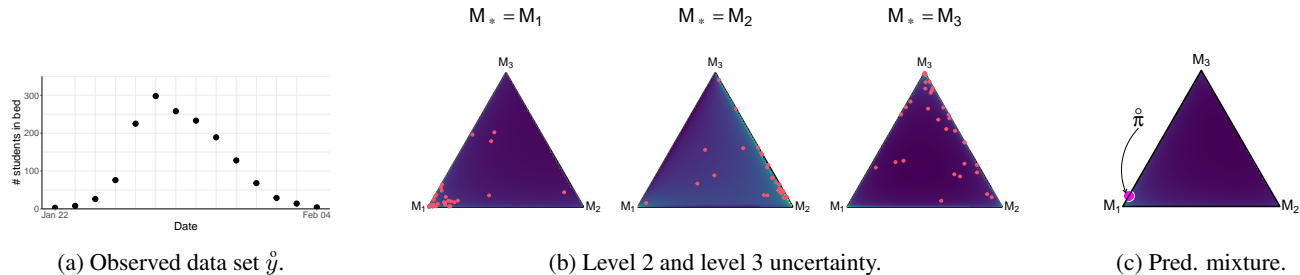 M* = M1
M* = M2
M* = M3
# students in bed
300
200
100
0
Jan 22
Feb 04
Date
M3
M1
M2
M3
M1
M2
M3
M1
M2
M3
π̊
M1
M2
(a) Observed data set ẙ.
(b) Level 2 and level 3 uncertainty.
(c) Pred. mixture.